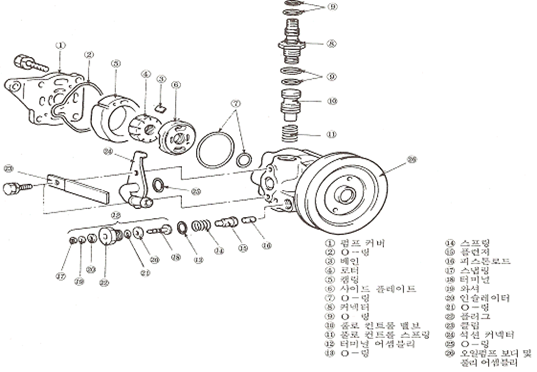 ① 펌프 커버
② O-링
③ 베인
④ 로터
⑤ 캠링
⑥ 사이드 플레이트
⑦ O-링
⑧ 커넥터
⑨ O 링
⑩ 플로 컨트롤 밸브
⑪ 플로 컨트롤 스프링
⑫ 터미널 어셈블리
⑬ O-링
⑭ 스프링
⑮ 플런저
⑯ 피스톤로드
⑰ 스냅링
⑱ 터미널
⑲ 와셔
⑳ 인슐레이터
㉑ O-링
㉒ 플러그
㉓ 클립
㉔ 석션 커넥터
㉕ O-링
㉖ 오일펌프 보디 및
풀리 어셈블리